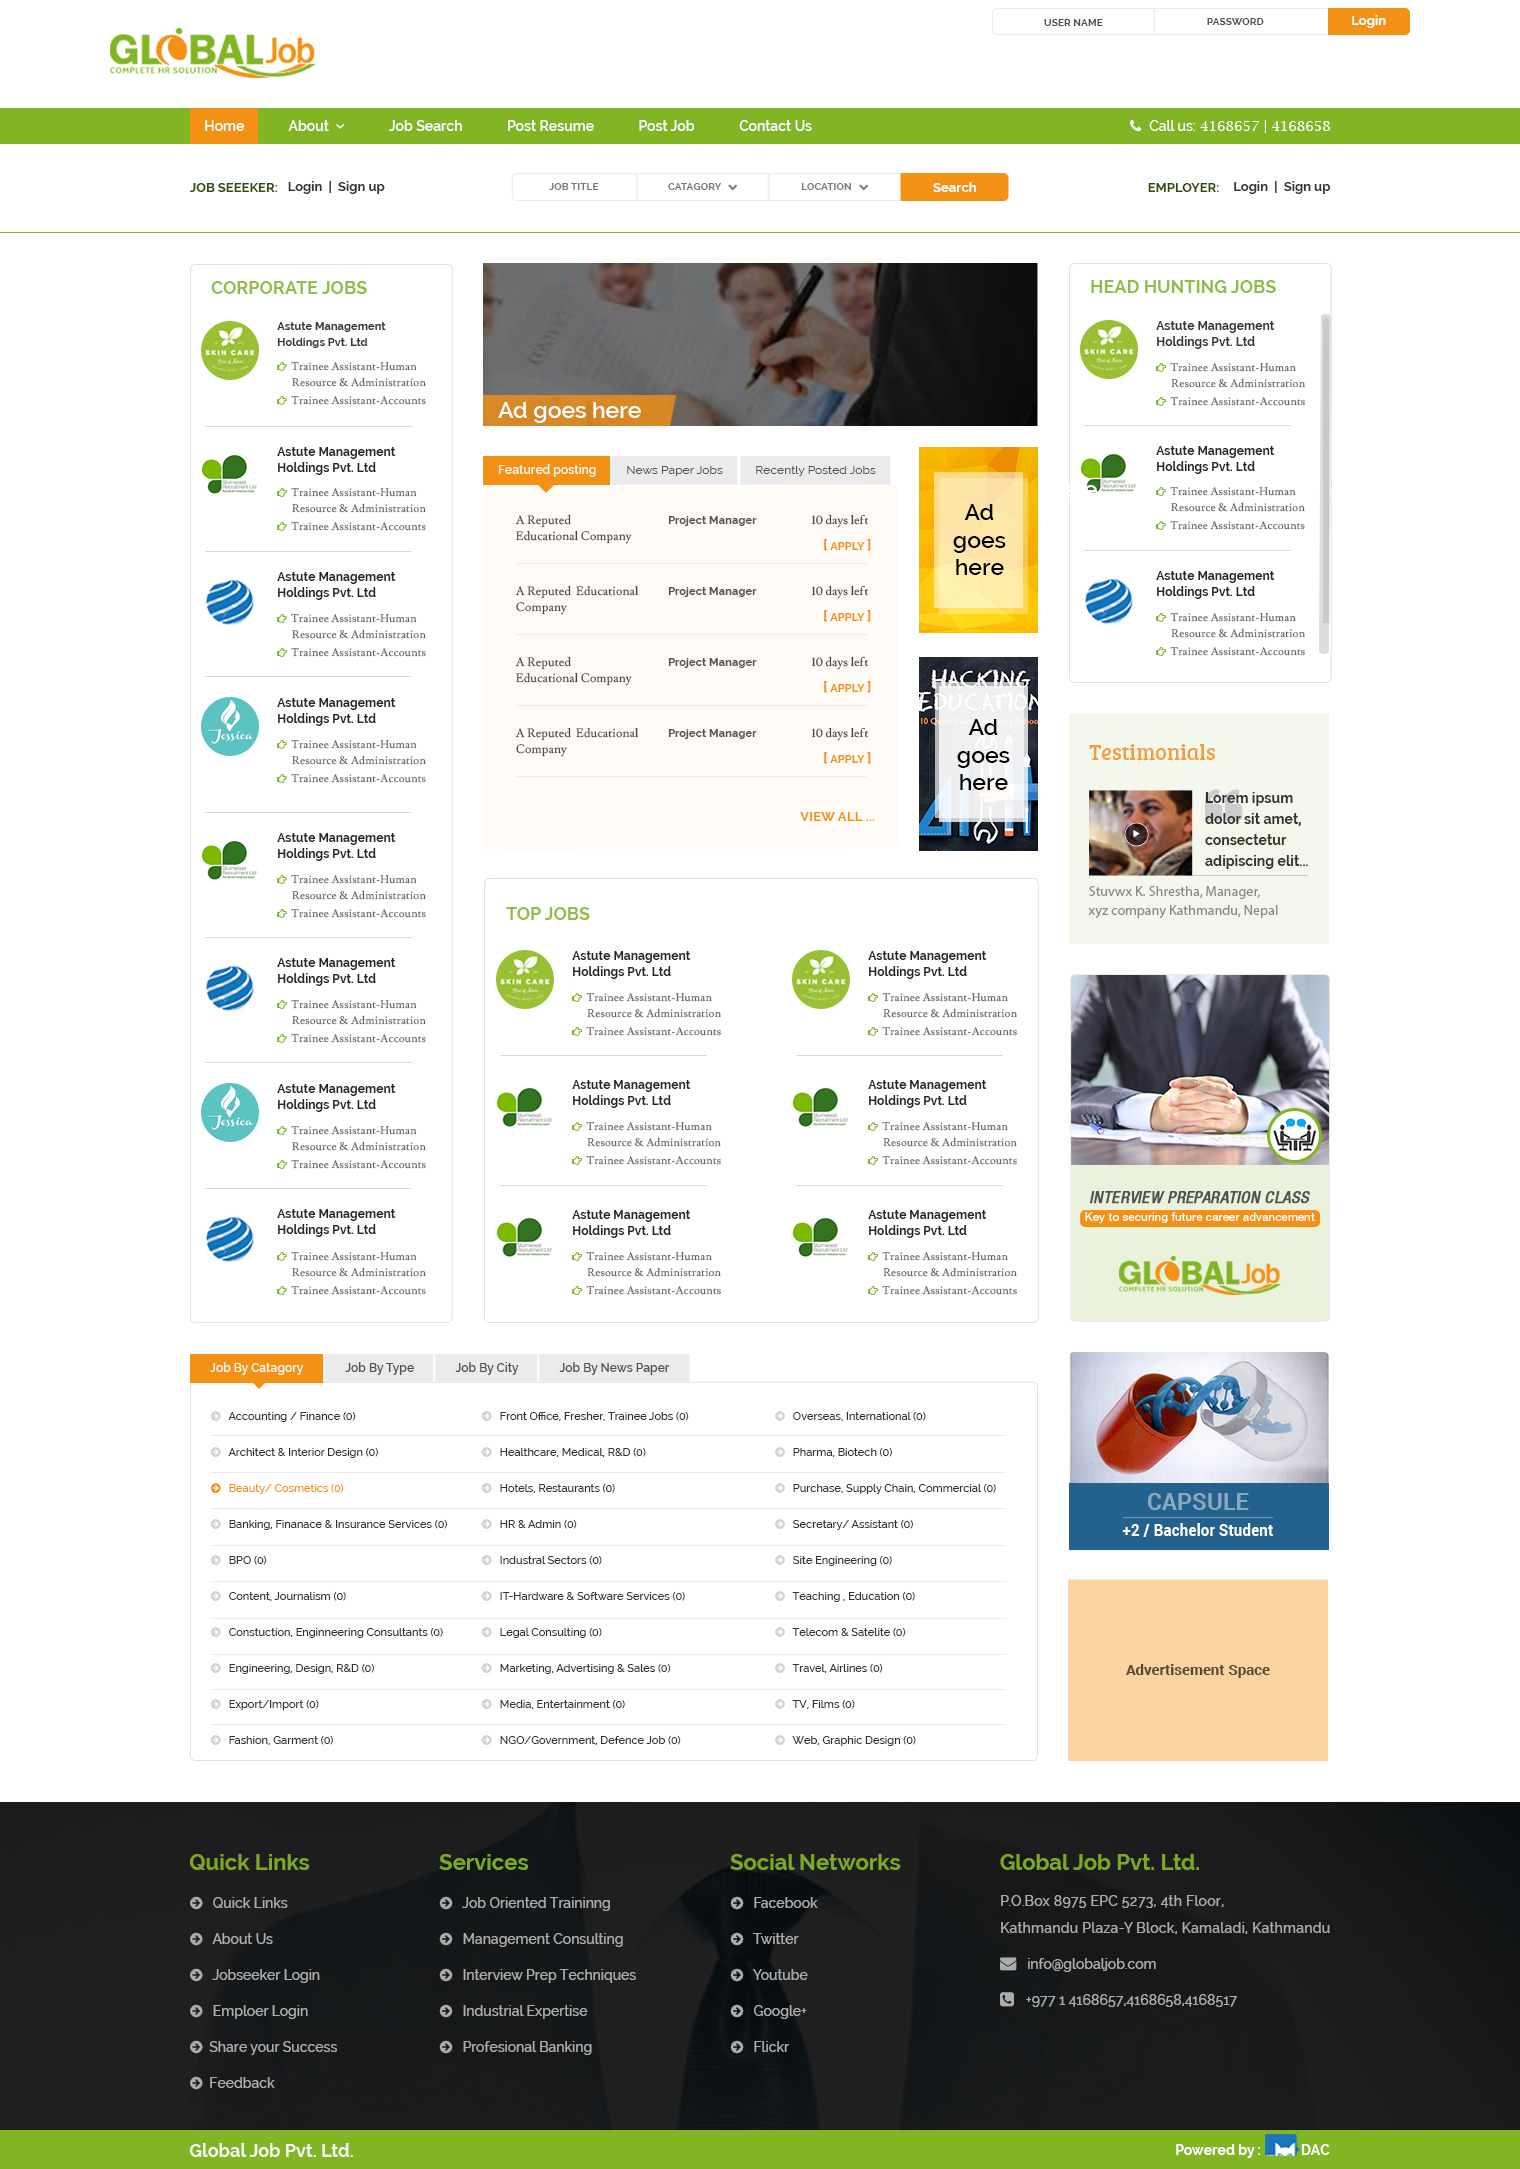 USER NAME
PASSWORD
Login
GLOBAL Job
COMPLETE HR SOLUTION
Home
About
Job Search
Post Resume
Post Job
Contact Us
Call us: 4168657 | 4168658
JOB SEEEKER: Login | Sign up
JOB TITLE
CATAGORY
LOCATION
Search
EMPLOYER: Login | Sign up
CORPORATE JOBS
SKIN CARE
Astute Management
Holdings Pvt. Ltd
Trainee Assistant-Human
Resource & Administration
Trainee Assistant-Accounts
Astute Management
Holdings Pvt. Ltd
Trainee Assistant-Human
Resource & Administration
Trainee Assistant-Accounts
Astute Management
Holdings Pvt. Ltd
Trainee Assistant-Human
Resource & Administration
Trainee Assistant-Accounts
Jessica
Astute Management
Holdings Pvt. Ltd
Trainee Assistant-Human
Resource & Administration
Trainee Assistant-Accounts
Astute Management
Holdings Pvt. Ltd
Trainee Assistant-Human
Resource & Administration
Trainee Assistant-Accounts
Astute Management
Holdings Pvt. Ltd
Trainee Assistant-Human
Resource & Administration
Trainee Assistant-Accounts
Jessica
Astute Management
Holdings Pvt. Ltd
Trainee Assistant-Human
Resource & Administration
Trainee Assistant-Accounts
Astute Management
Holdings Pvt. Ltd
Trainee Assistant-Human
Resource & Administration
Trainee Assistant-Accounts
Ad goes here
Featured posting
News Paper Jobs
Recently Posted Jobs
A Reputed
Educational Company
Project Manager
10 days left
[ APPLY ]
A Reputed Educational
Company
Project Manager
10 days left
[ APPLY ]
A Reputed
Educational Company
Project Manager
10 days left
[ APPLY ]
A Reputed Educational
Company
Project Manager
10 days left
[ APPLY ]
VIEW ALL ...
Ad
goes
here
HACKING
EDUCATION
Ad
goes
here
TOP JOBS
SKIN CARE
Astute Management
Holdings Pvt. Ltd
Trainee Assistant-Human
Resource & Administration
Trainee Assistant-Accounts
SKIN CARE
Astute Management
Holdings Pvt. Ltd
Trainee Assistant-Human
Resource & Administration
Trainee Assistant-Accounts
Astute Management
Holdings Pvt. Ltd
Trainee Assistant-Human
Resource & Administration
Trainee Assistant-Accounts
Astute Management
Holdings Pvt. Ltd
Trainee Assistant-Human
Resource & Administration
Trainee Assistant-Accounts
Astute Management
Holdings Pvt. Ltd
Trainee Assistant-Human
Resource & Administration
Trainee Assistant-Accounts
Astute Management
Holdings Pvt. Ltd
Trainee Assistant-Human
Resource & Administration
Trainee Assistant-Accounts
HEAD HUNTING JOBS
SKIN CARE
Astute Management
Holdings Pvt. Ltd
Trainee Assistant-Human
Resource & Administration
Trainee Assistant-Accounts
Astute Management
Holdings Pvt. Ltd
Trainee Assistant-Human
Resource & Administration
Trainee Assistant-Accounts
Astute Management
Holdings Pvt. Ltd
Trainee Assistant-Human
Resource & Administration
Trainee Assistant-Accounts
Testimonials
Lorem ipsum
dolor sit amet,
consectetur
adipiscing elit...
Stuvwx K. Shrestha, Manager,
xyz company Kathmandu, Nepal
INTERVIEW PREPARATION CLASS
Key to securing future career advancement
GLOBAL Job
COMPLETE HR SOLUTION
CAPSULE
+2 / Bachelor Student
Advertisement Space
Job By Catagory
Job By Type
Job By City
Job By News Paper
Accounting / Finance (0)
Front Office, Fresher, Trainee Jobs (0)
Overseas, International (0)
Architect & Interior Design (0)
Healthcare, Medical, R&D (0)
Pharma, Biotech (0)
Beauty/ Cosmetics (0)
Hotels, Restaurants (0)
Purchase, Supply Chain, Commercial (0)
Banking, Finanace & Insurance Services (0)
HR & Admin (0)
Secretary/ Assistant (0)
BPO (0)
Industral Sectors (0)
Site Engineering (0)
Content, Journalism (0)
IT-Hardware & Software Services (0)
Teaching , Education (0)
Constuction, Enginneering Consultants (0)
Legal Consulting (0)
Telecom & Satelite (0)
Engineering, Design, R&D (0)
Marketing, Advertising & Sales (0)
Travel, Airlines (0)
Export/Import (0)
Media, Entertainment (0)
TV, Films (0)
Fashion, Garment (0)
NGO/Government, Defence Job (0)
Web, Graphic Design (0)
Quick Links
Quick Links
About Us
Jobseeker Login
Emploer Login
Share your Success
Feedback
Services
Job Oriented Traininng
Management Consulting
Interview Prep Techniques
Industrial Expertise
Profesional Banking
Social Networks
Facebook
Twitter
Youtube
Google+
Flickr
Global Job Pvt. Ltd.
P.O.Box 8975 EPC 5273, 4th Floor,
Kathmandu Plaza-Y Block, Kamaladi, Kathmandu
info@globaljob.com
+977 1 4168657,4168658,4168517
Global Job Pvt. Ltd.
Powered by : DAC